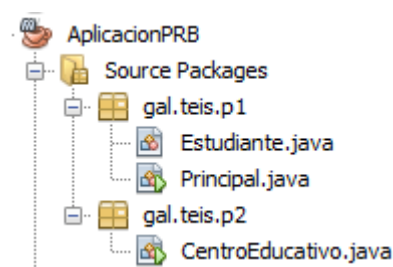 AplicacionPRB
Source Packages
gal.teis.p1
Estudiante.java
Principal.java
gal.teis.p2
CentroEducativo.java